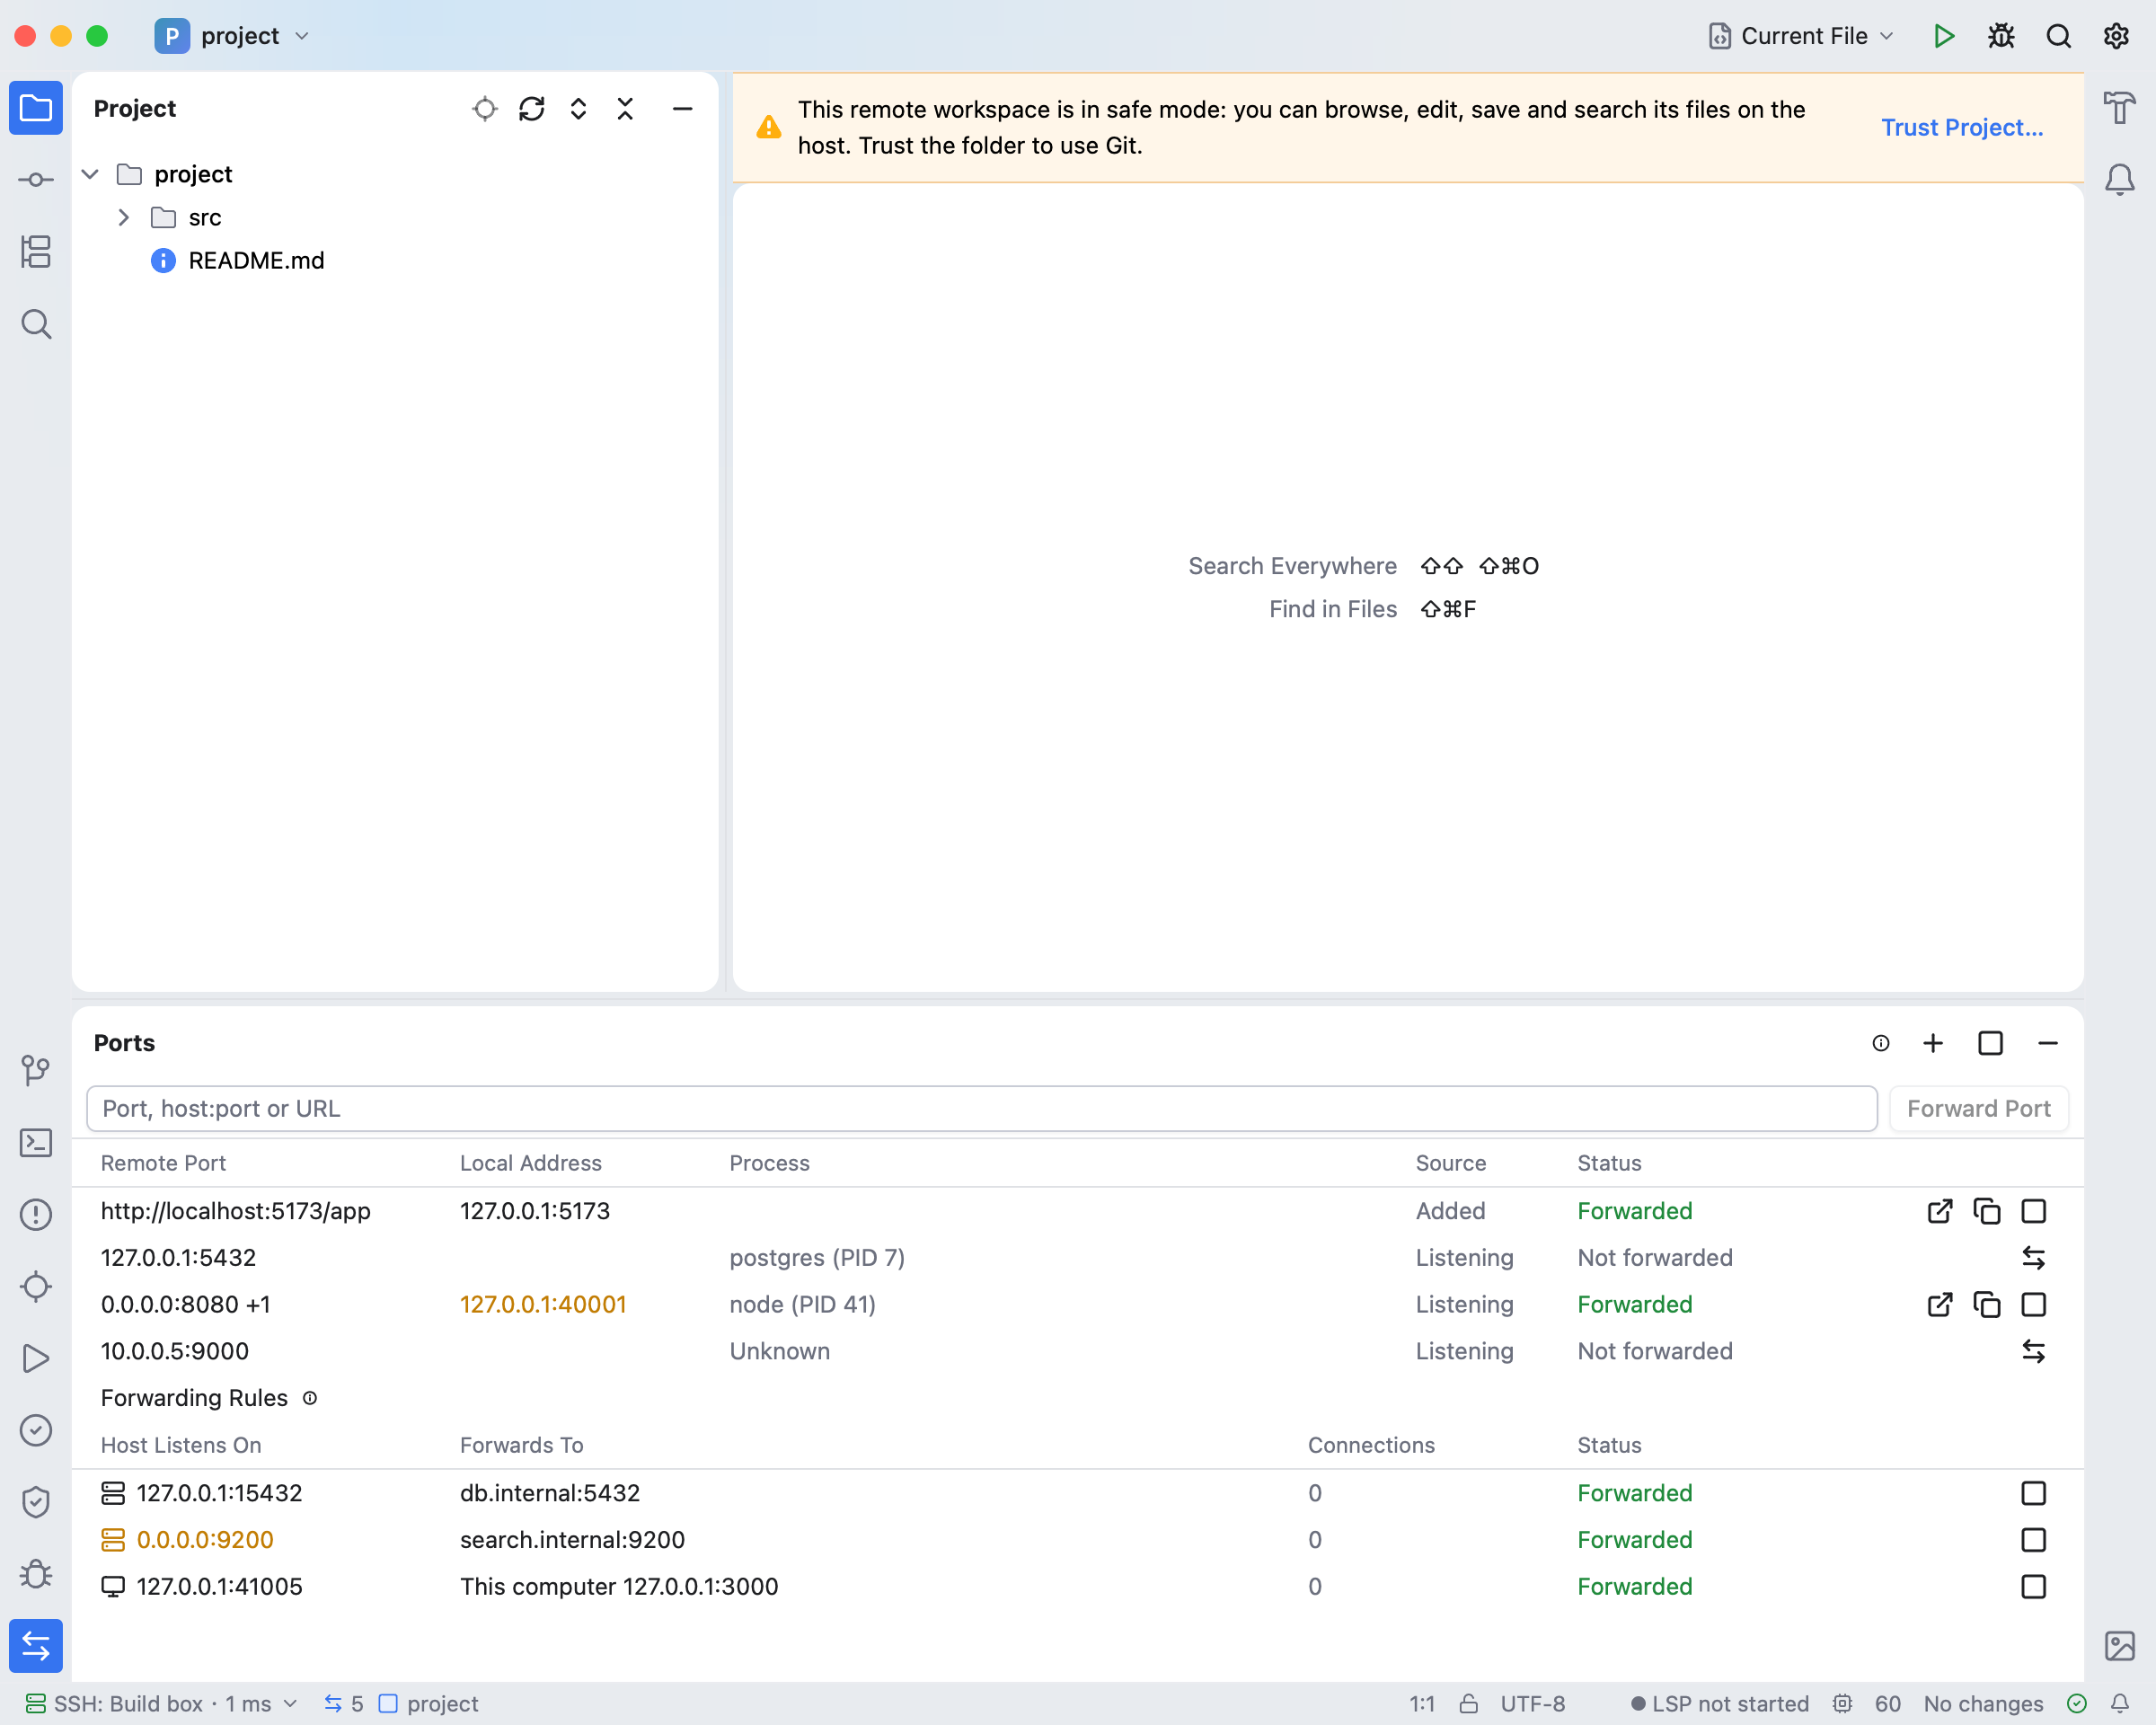 P project
Current File
Project
project
src
README.md
This remote workspace is in safe mode: you can browse, edit, save and search its files on the
host. Trust the folder to use Git.
Trust Project...
Search Everywhere ⇧⇧ ⇧⌘O
Find in Files ⇧⌘F
Ports
Port, host:port or URL
Forward Port
Remote Port Local Address Process Source Status
http://localhost:5173/app 127.0.0.1:5173 Added Forwarded
127.0.0.1:5432 postgres (PID 7) Listening Not forwarded
0.0.0.0:8080 +1 127.0.0.1:40001 node (PID 41) Listening Forwarded
10.0.0.5:9000 Unknown Listening Not forwarded
Forwarding Rules
Host Listens On Forwards To Connections Status
127.0.0.1:15432 db.internal:5432 0 Forwarded
0.0.0.0:9200 search.internal:9200 0 Forwarded
127.0.0.1:41005 This computer 127.0.0.1:3000 0 Forwarded
SSH: Build box · 1 ms 5 project 1:1 UTF-8 LSP not started 60 No changes